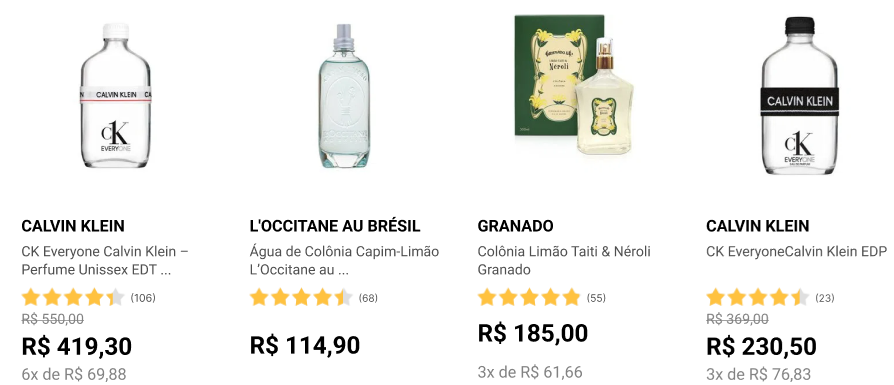 CALVIN KLEIN
CK
EVERYONE
GRANADO
Néroli
CALVIN KLEIN
CK
EVERYONE
CALVIN KLEIN
CK Everyone Calvin Klein –
Perfume Unissex EDT ...
(106)
R$ 550,00
R$ 419,30
6x de R$ 69,88
L'OCCITANE AU BRÉSIL
Água de Colônia Capim-Limão
L'Occitane au ...
(68)
R$ 114,90
GRANADO
Colônia Limão Taiti & Néroli
Granado
(55)
R$ 185,00
3x de R$ 61,66
CALVIN KLEIN
CK EveryoneCalvin Klein EDP
(23)
R$ 369,00
R$ 230,50
3x de R$ 76,83